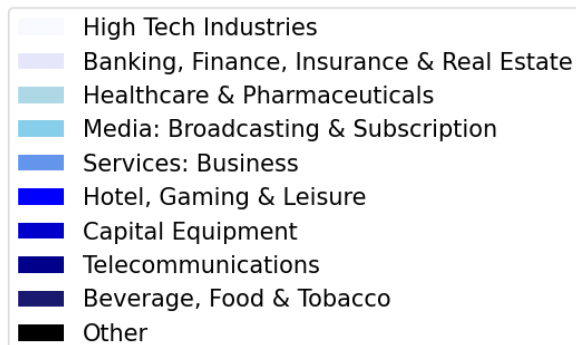 High Tech Industries
Banking, Finance, Insurance & Real Estate
Healthcare & Pharmaceuticals
Media: Broadcasting & Subscription
Services: Business
Hotel, Gaming & Leisure
Capital Equipment
Telecommunications
Beverage, Food & Tobacco
Other